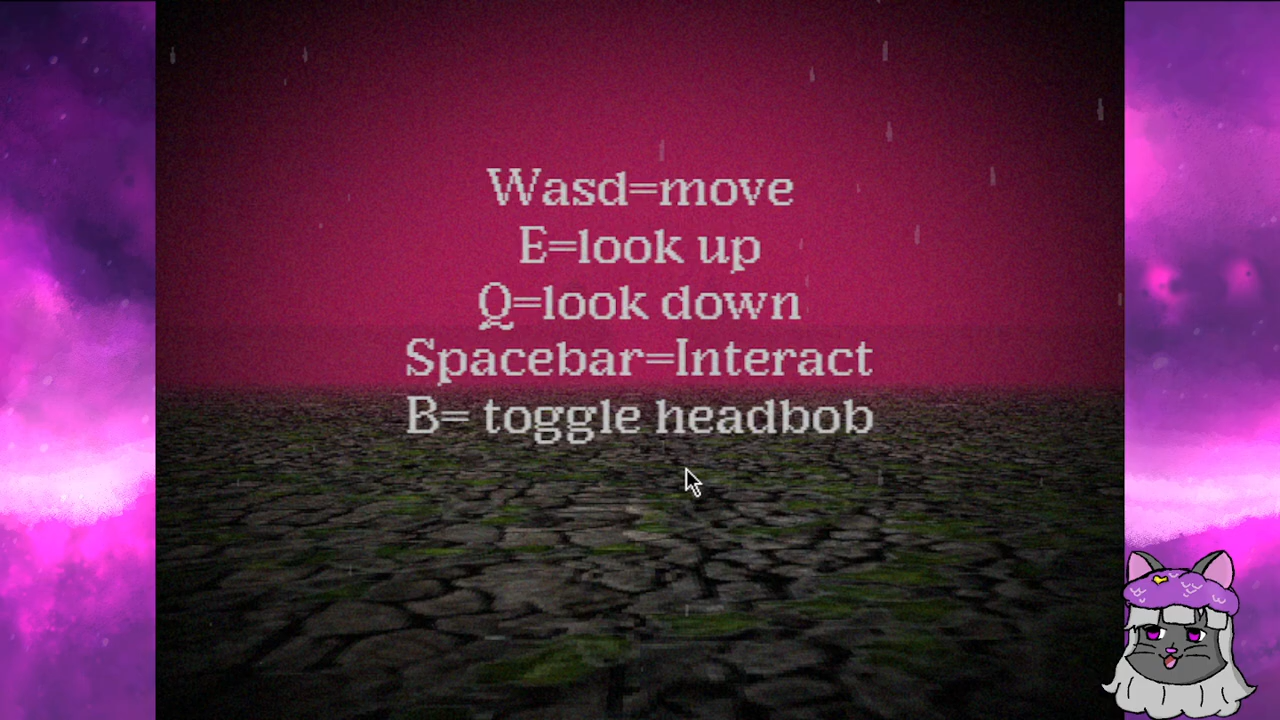 Wasd=move
E=look up
Q=look down
Spacebar=Interact
B= toggle headbob